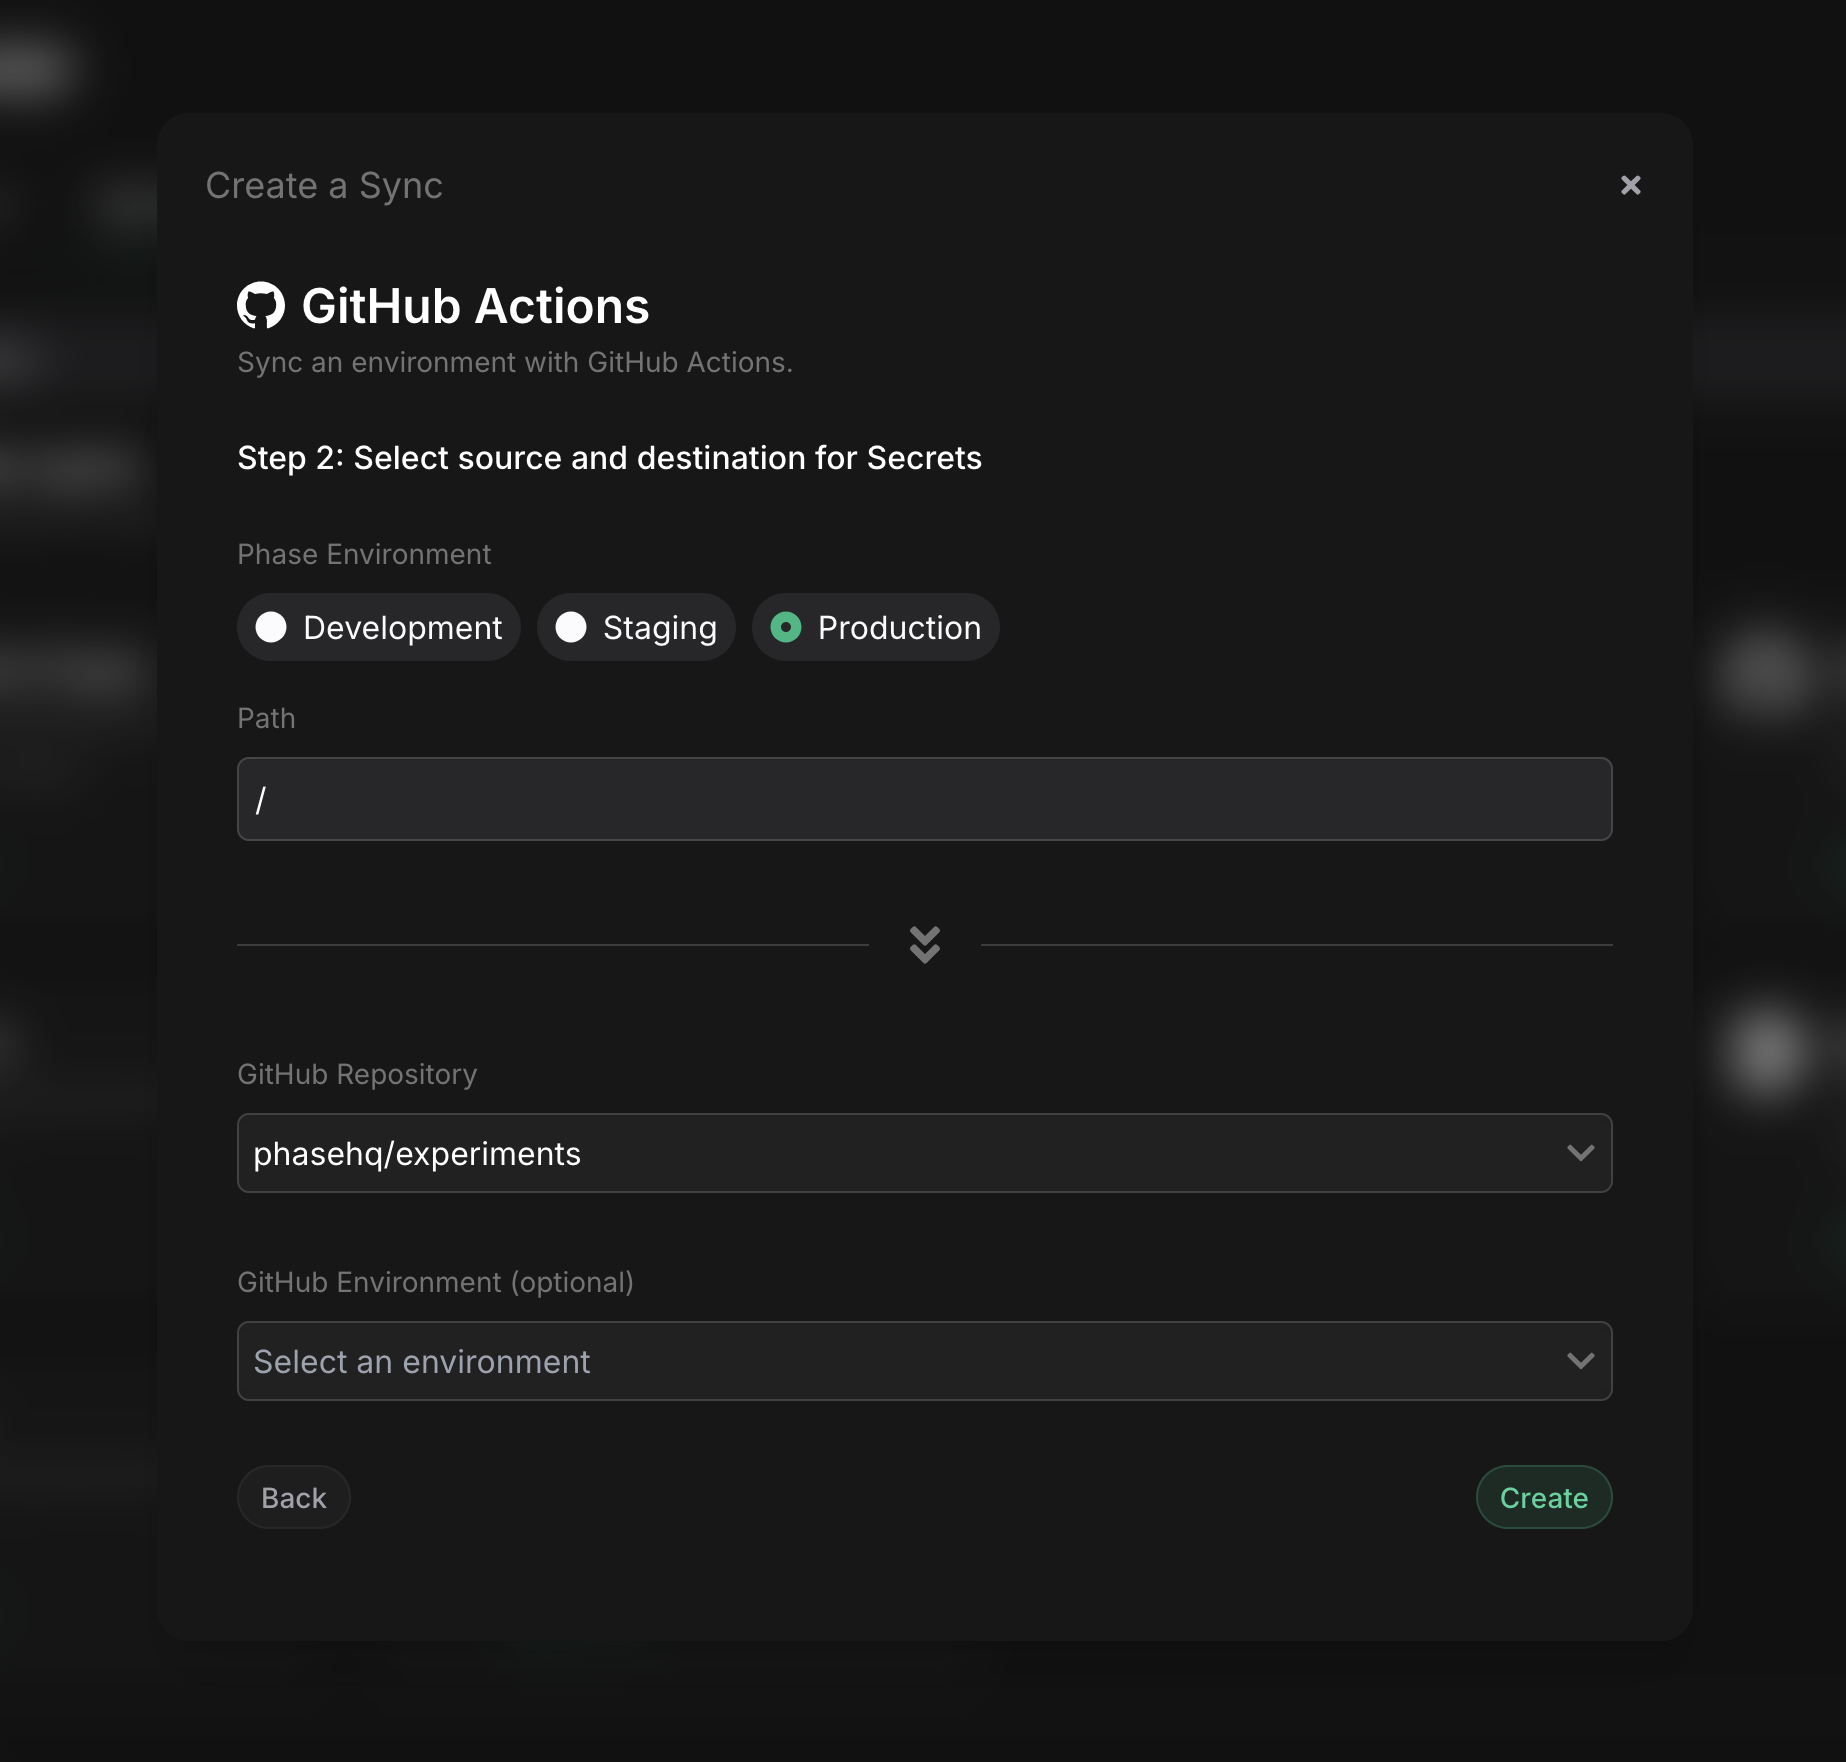 Create a Sync
GitHub Actions
Sync an environment with GitHub Actions.
Step 2: Select source and destination for Secrets
Phase Environment
Development Staging Production
Path
/
GitHub Repository
phasehq/experiments
GitHub Environment (optional)
Select an environment
Back Create